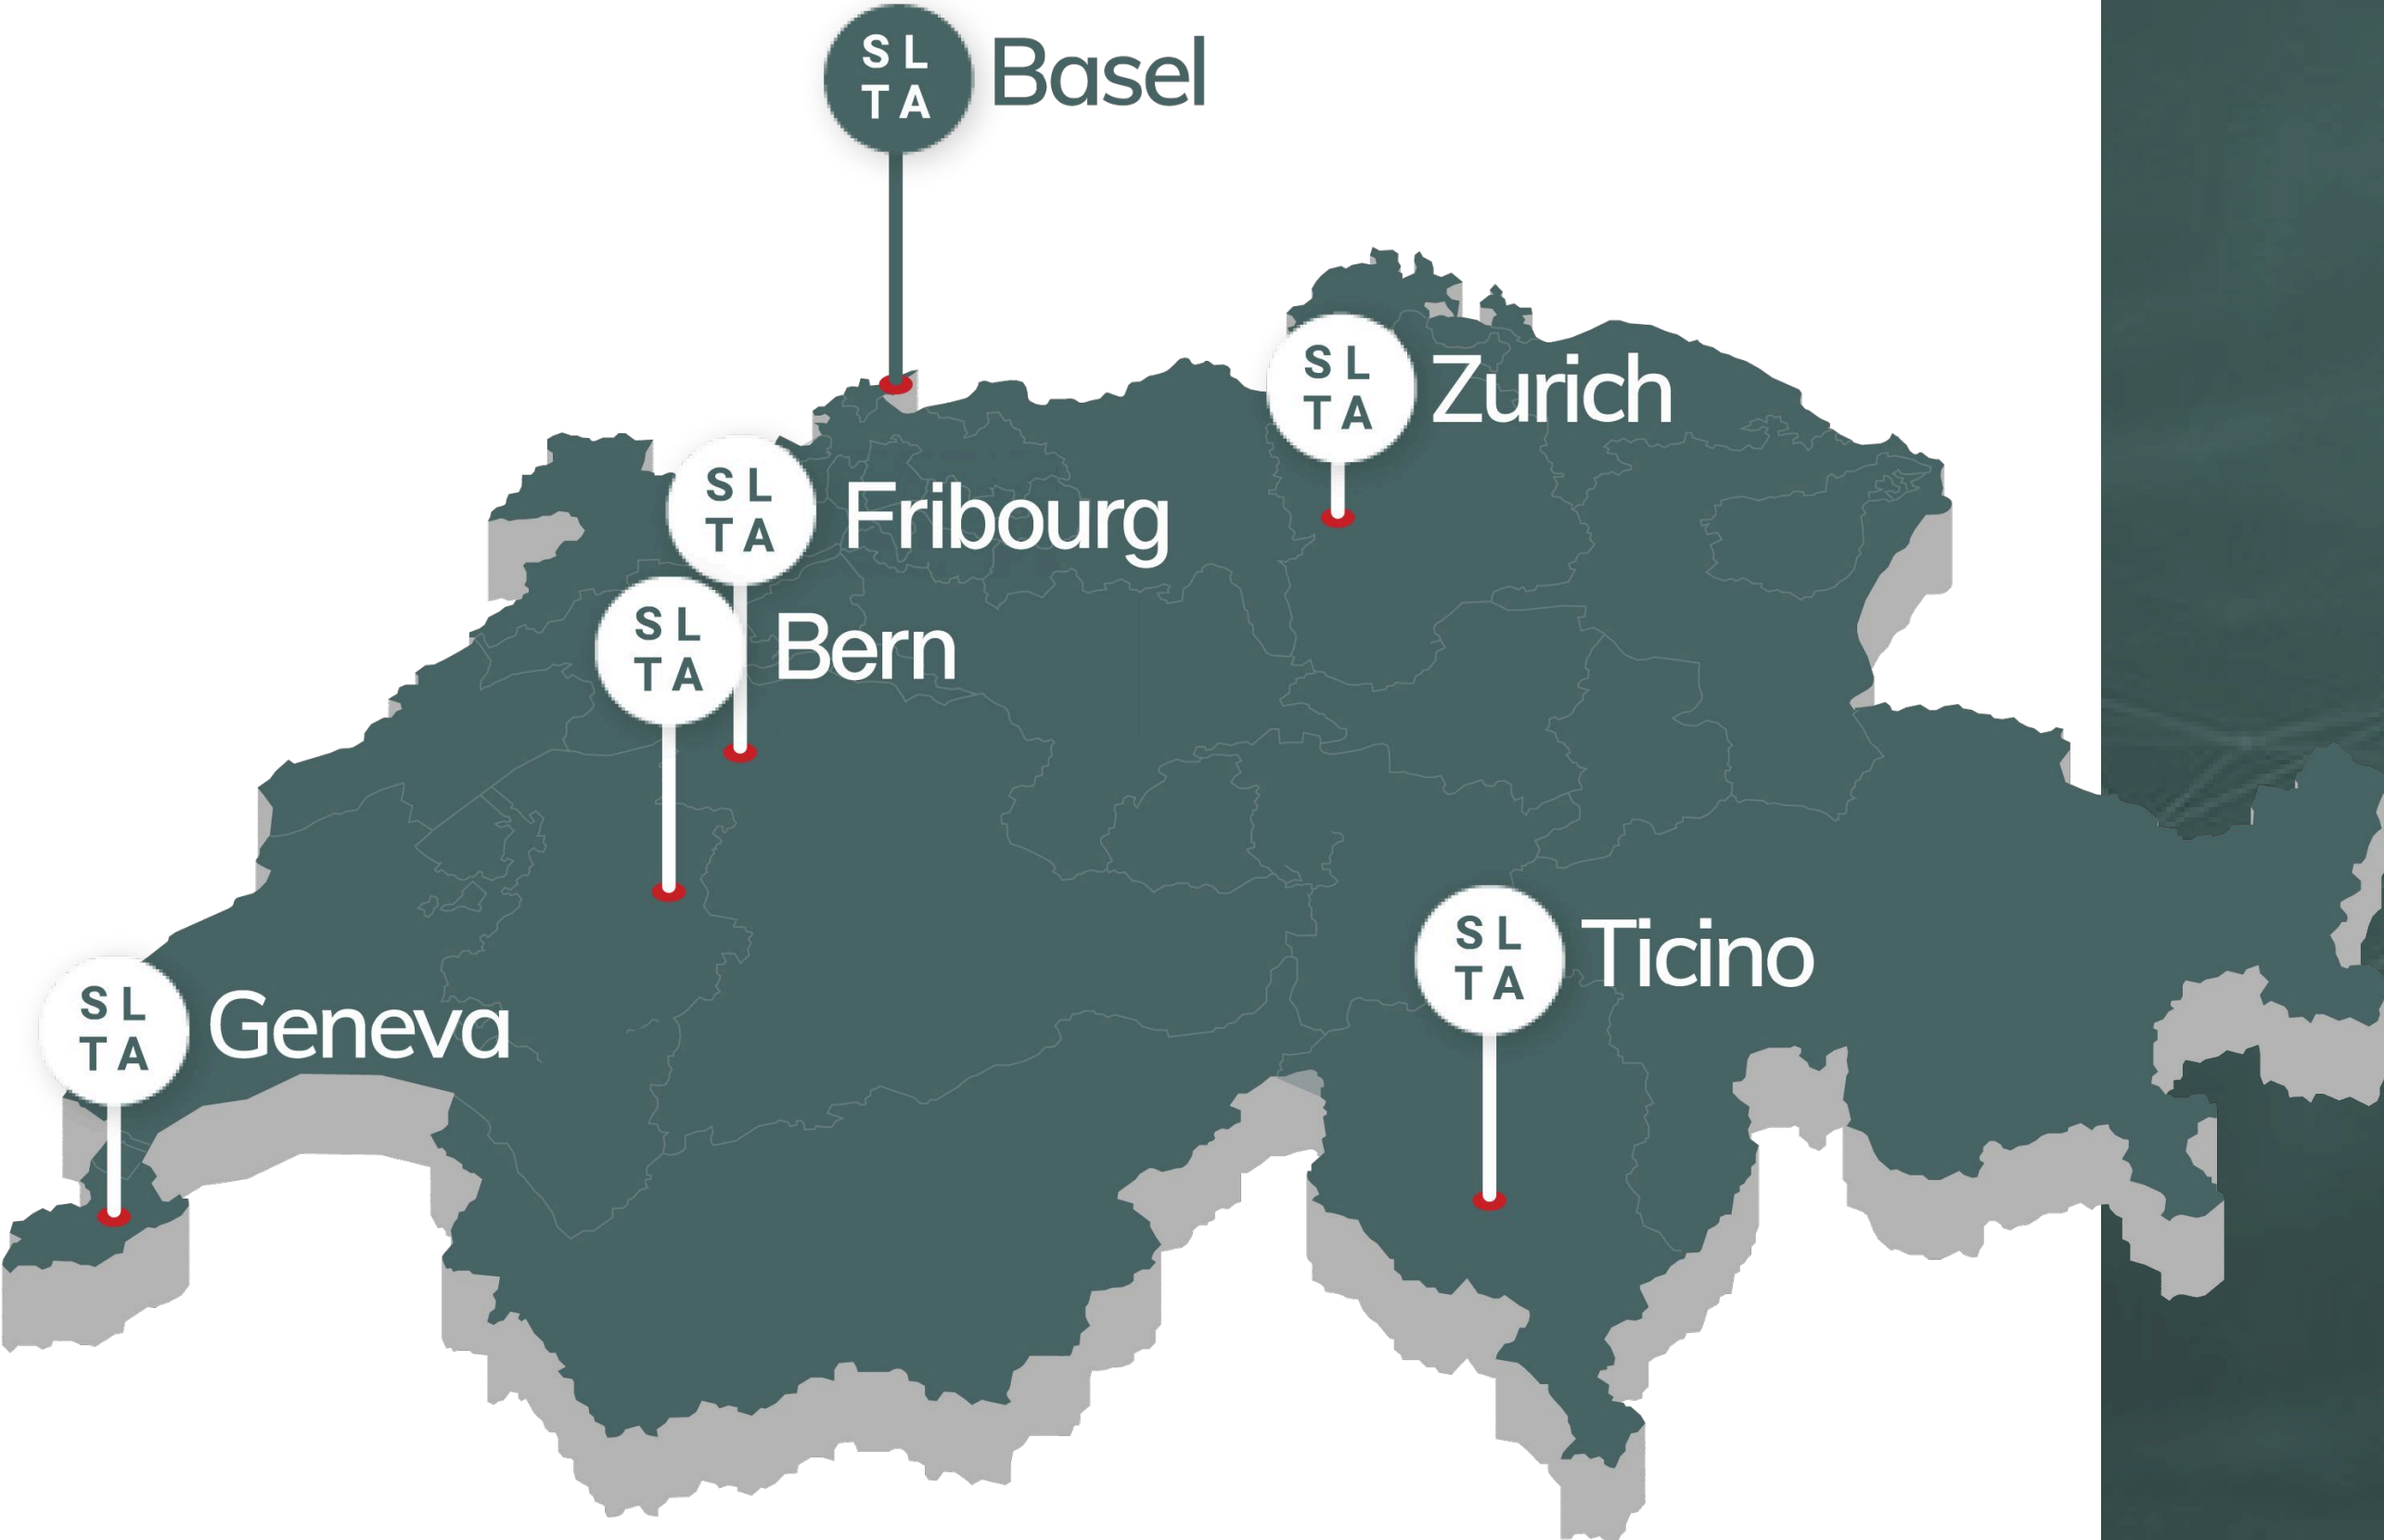 S L
T A
Basel
S L
T A
Zurich
S L
T A
Fribourg
S L
T A
Bern
S L
T A
Ticino
S L
T A
Geneva